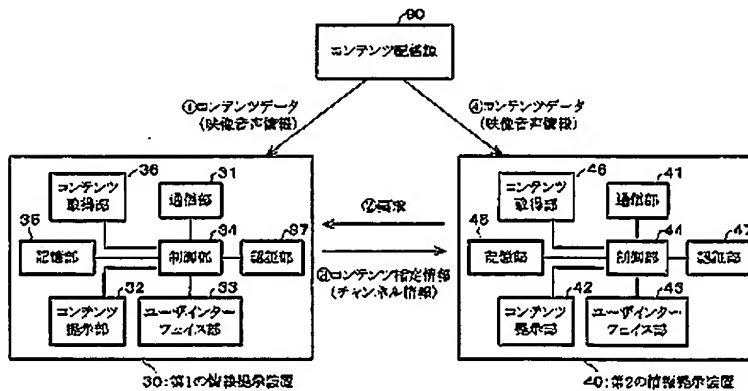 90
コンテンツ配送源
①コンテンツデータ
(映像音声情報)
④コンテンツデータ
(映像音声情報)
36
31
コンテンツ
取得部
通信部
35
34
37
記憶部
制御部
認証部
32
33
コンテンツ
提示部
ユーザインター
フェイス部
30:第1の情報提示装置
②要求
③コンテンツ指定情報
(チャンネル情報)
46
41
コンテンツ
取得部
通信部
45
44
47
記憶部
制御部
認証部
42
43
コンテンツ
提示部
ユーザインター
フェイス部
40:第2の情報提示装置